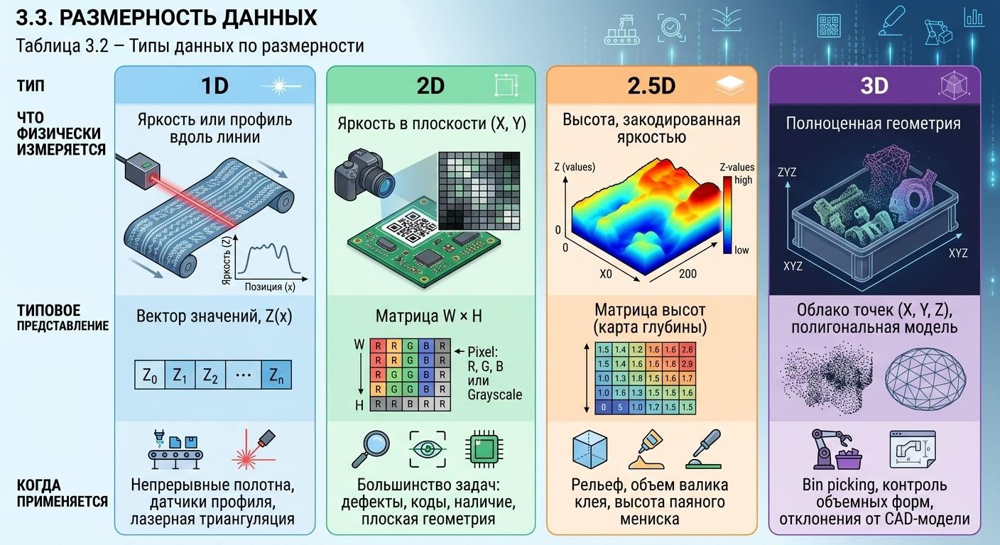 3.3. РАЗМЕРНОСТЬ ДАННЫХ
Таблица 3.2 — Типы данных по размерности
ТИП
1D
2D
2.5D
3D
ЧТО
ФИЗИЧЕСКИ
ИЗМЕРЯЕТСЯ
Яркость или профиль
вдоль линии
Яркость (Z)
Позиция (x)
Яркость в плоскости (X, Y)
Высота, закодированная
яркостью
Z (values)
0
0
X0
200
Z-values
high
low
Полноценная геометрия
ZYZ
XYZ
XYZ
ТИПОВОЕ
ПРЕДСТАВЛЕНИЕ
Вектор значений, Z(x)
Z₀ Z₁ Z₂ ··· Zₙ
Матрица W × H
W
H
R R G B R
R R G B R
R G G B R
R G G B R
R R B R R
Pixel:
R, G, B
или
Grayscale
Матрица высот
(карта глубины)
1.5 1.4 1.2 1.6 1.6 2.8
1.5 1.4 1.6 1.6 1.6 2.9
1.0 1.3 1.8 1.5 1.6 1.7
1.0 1.6 1.3 1.5 1.6 1.6
0 5 1.0 1.7 1.5 1.5
Облако точек (X, Y, Z),
полигональная модель
КОГДА
ПРИМЕНЯЕТСЯ
Непрерывные полотна,
датчики профиля,
лазерная триангуляция
Большинство задач:
дефекты, коды, наличие,
плоская геометрия
Рельеф, объем валика
клея, высота паяного
мениска
Bin picking, контроль
объемных форм,
отклонения от CAD-модели